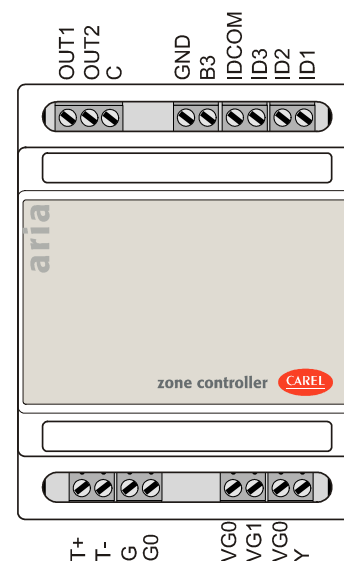 OUT1
OUT2
C
GND
B3
IDCOM
ID3
ID2
ID1
aria
zone controller CAREL
T+
T-
G
G0
VG0
VG1
VG0
Y